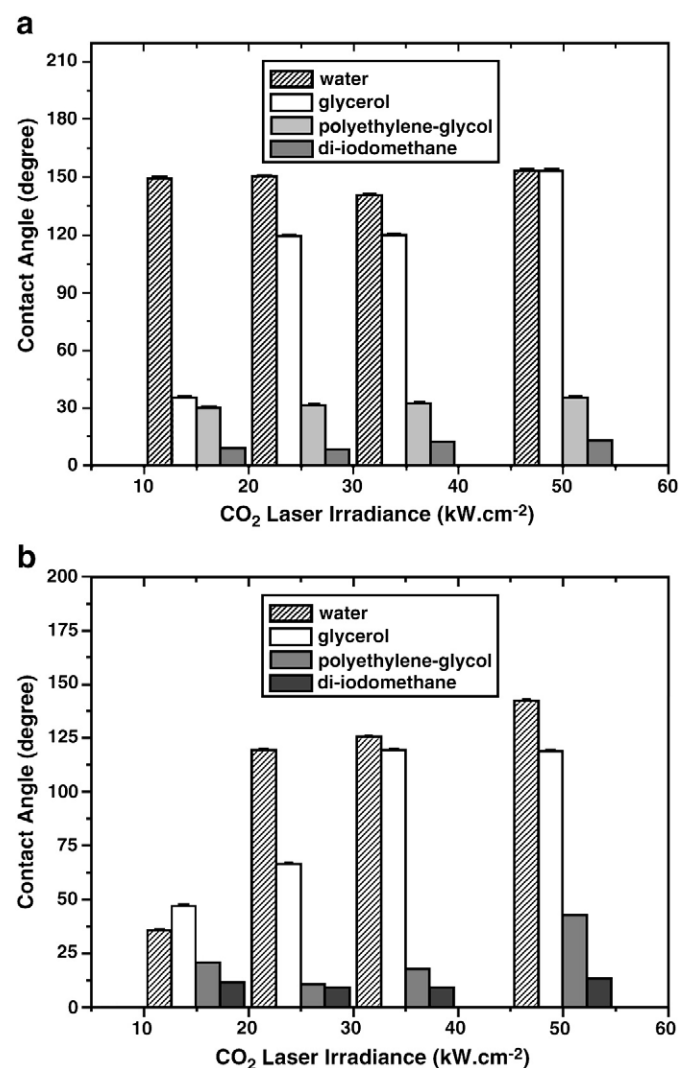 a
210
180
150
120
90
60
30
0
Contact Angle (degree)
water
glycerol
polyethylene-glycol
di-iodomethane
10 20 30 40 50 60
CO₂ Laser Irradiance (kW.cm⁻²)
b
200
175
150
125
100
75
50
25
0
Contact Angle (degree)
water
glycerol
polyethylene-glycol
di-iodomethane
10 20 30 40 50 60
CO₂ Laser Irradiance (kW.cm⁻²)